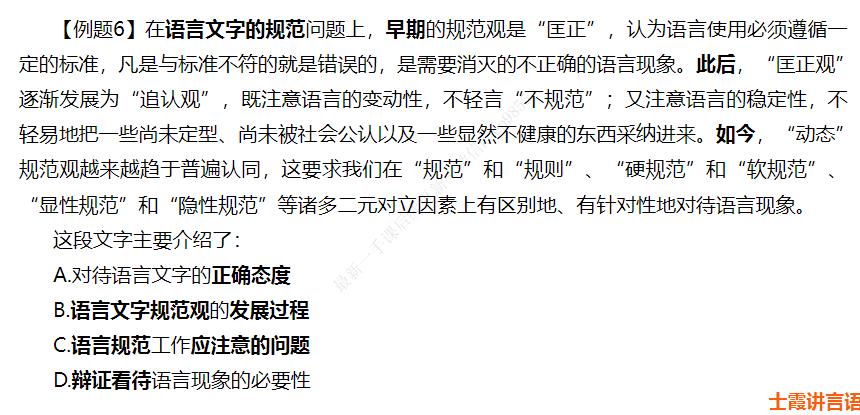 【例题6】在语言文字的规范问题上，早期的规范观是“匡正”，认为语言使用必须遵循一
定的标准，凡是与标准不符的就是错误的，是需要消灭的不正确的语言现象。此后，“匡正观”
逐渐发展为“追认观”，既注意语言的变动性，不轻言“不规范”；又注意语言的稳定性，不
轻易地把一些尚未定型、尚未被社会公认以及一些显然不健康的东西采纳进来。如今，“动态”
规范观越来越趋于普遍认同，这要求我们在“规范”和“规则”、“硬规范”和“软规范”、
“显性规范”和“隐性规范”等诸多二元对立因素上有区别地、有针对性地对待语言现象。
这段文字主要介绍了：
A.对待语言文字的正确态度
B.语言文字规范观的发展过程
C.语言规范工作应注意的问题
D.辩证看待语言现象的必要性
士霞讲言语